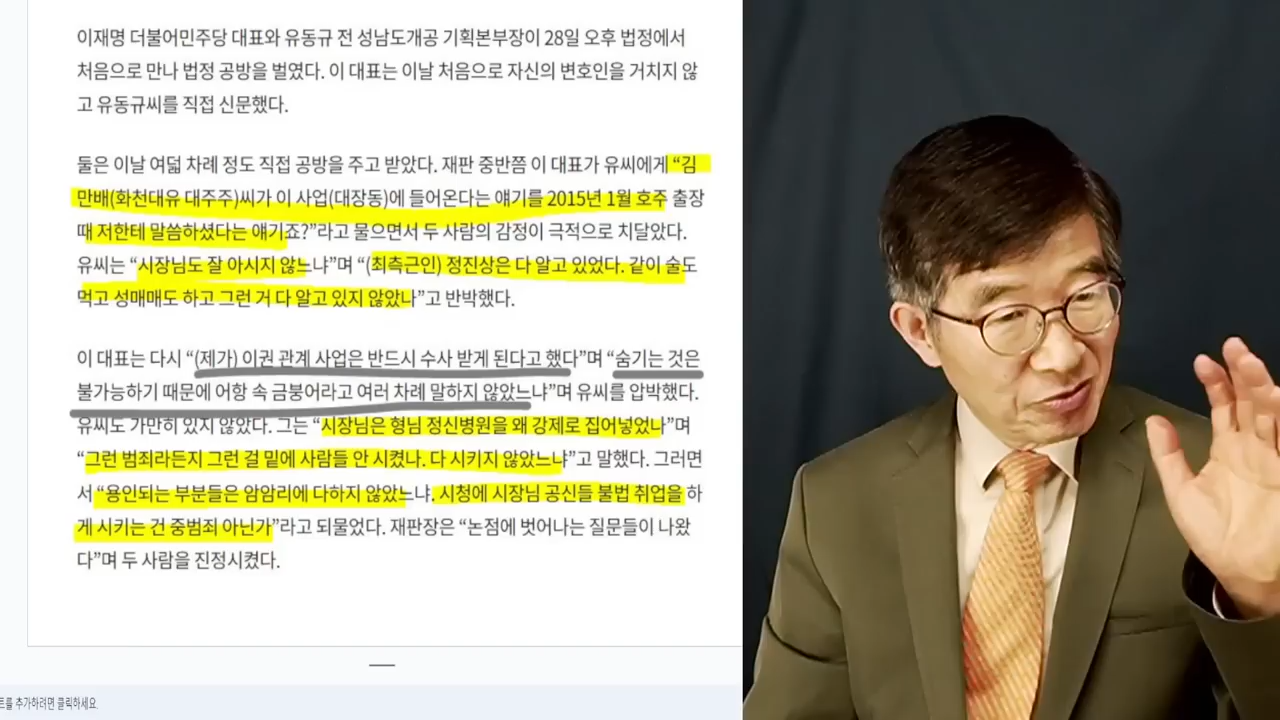 이재명 더불어민주당 대표와 유동규 전 성남도개공 기획본부장이 28일 오후 법정에서
처음으로 만나 법정 공방을 벌였다. 이 대표는 이날 처음으로 자신의 변호인을 거치지 않
고 유동규씨를 직접 신문했다.
둘은 이날 여덟 차례 정도 직접 공방을 주고 받았다. 재판 중반쯤 이 대표가 유씨에게 “김
만배(화천대유 대주주)씨가 이 사업(대장동)에 들어온다는 얘기를 2015년 1월 호주 출장
때 저한테 말씀하셨다는 얘기죠?”라고 물으면서 두 사람의 감정이 극적으로 치달았다.
유씨는 “시장님도 잘 아시지 않느냐”며 “(최측근인) 정진상은 다 알고 있었다. 같이 술도
먹고 성매매도 하고 그런 거 다 알고 있지 않았나”고 반박했다.
이 대표는 다시 “(제가) 이권 관계 사업은 반드시 수사 받게 된다고 했다”며 “숨기는 것은
불가능하기 때문에 어항 속 금붕어라고 여러 차례 말하지 않았느냐”며 유씨를 압박했다.
유씨도 가만히 있지 않았다. 그는 “시장님은 형님 정신병원을 왜 강제로 집어넣었나”며
“그런 범죄라든지 그런 걸 밑에 사람들 안 시켰나. 다 시키지 않았느냐”고 말했다. 그러면
서 “용인되는 부분들은 암암리에 다하지 않았느냐. 시청에 시장님 공신들 불법 취업을 하
게 시키는 건 중범죄 아닌가”라고 되물었다. 재판장은 “논점에 벗어나는 질문들이 나왔
다”며 두 사람을 진정시켰다.
트를 추가하려면 클릭하세요